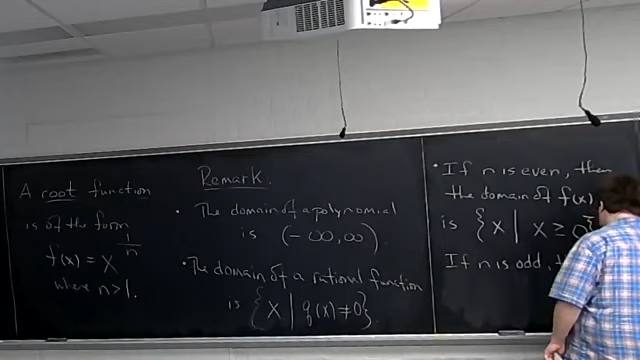 A root function
is of the form
f(x) = x^{1/n}
where n>1.
Remark.
• The domain of a polynomial
is (-∞,∞).
• The domain of a rational function
is {x | q(x) ≠ 0}.
• If n is even, then
the domain of f(x),
is {x | x ≥ 0}
If n is odd,